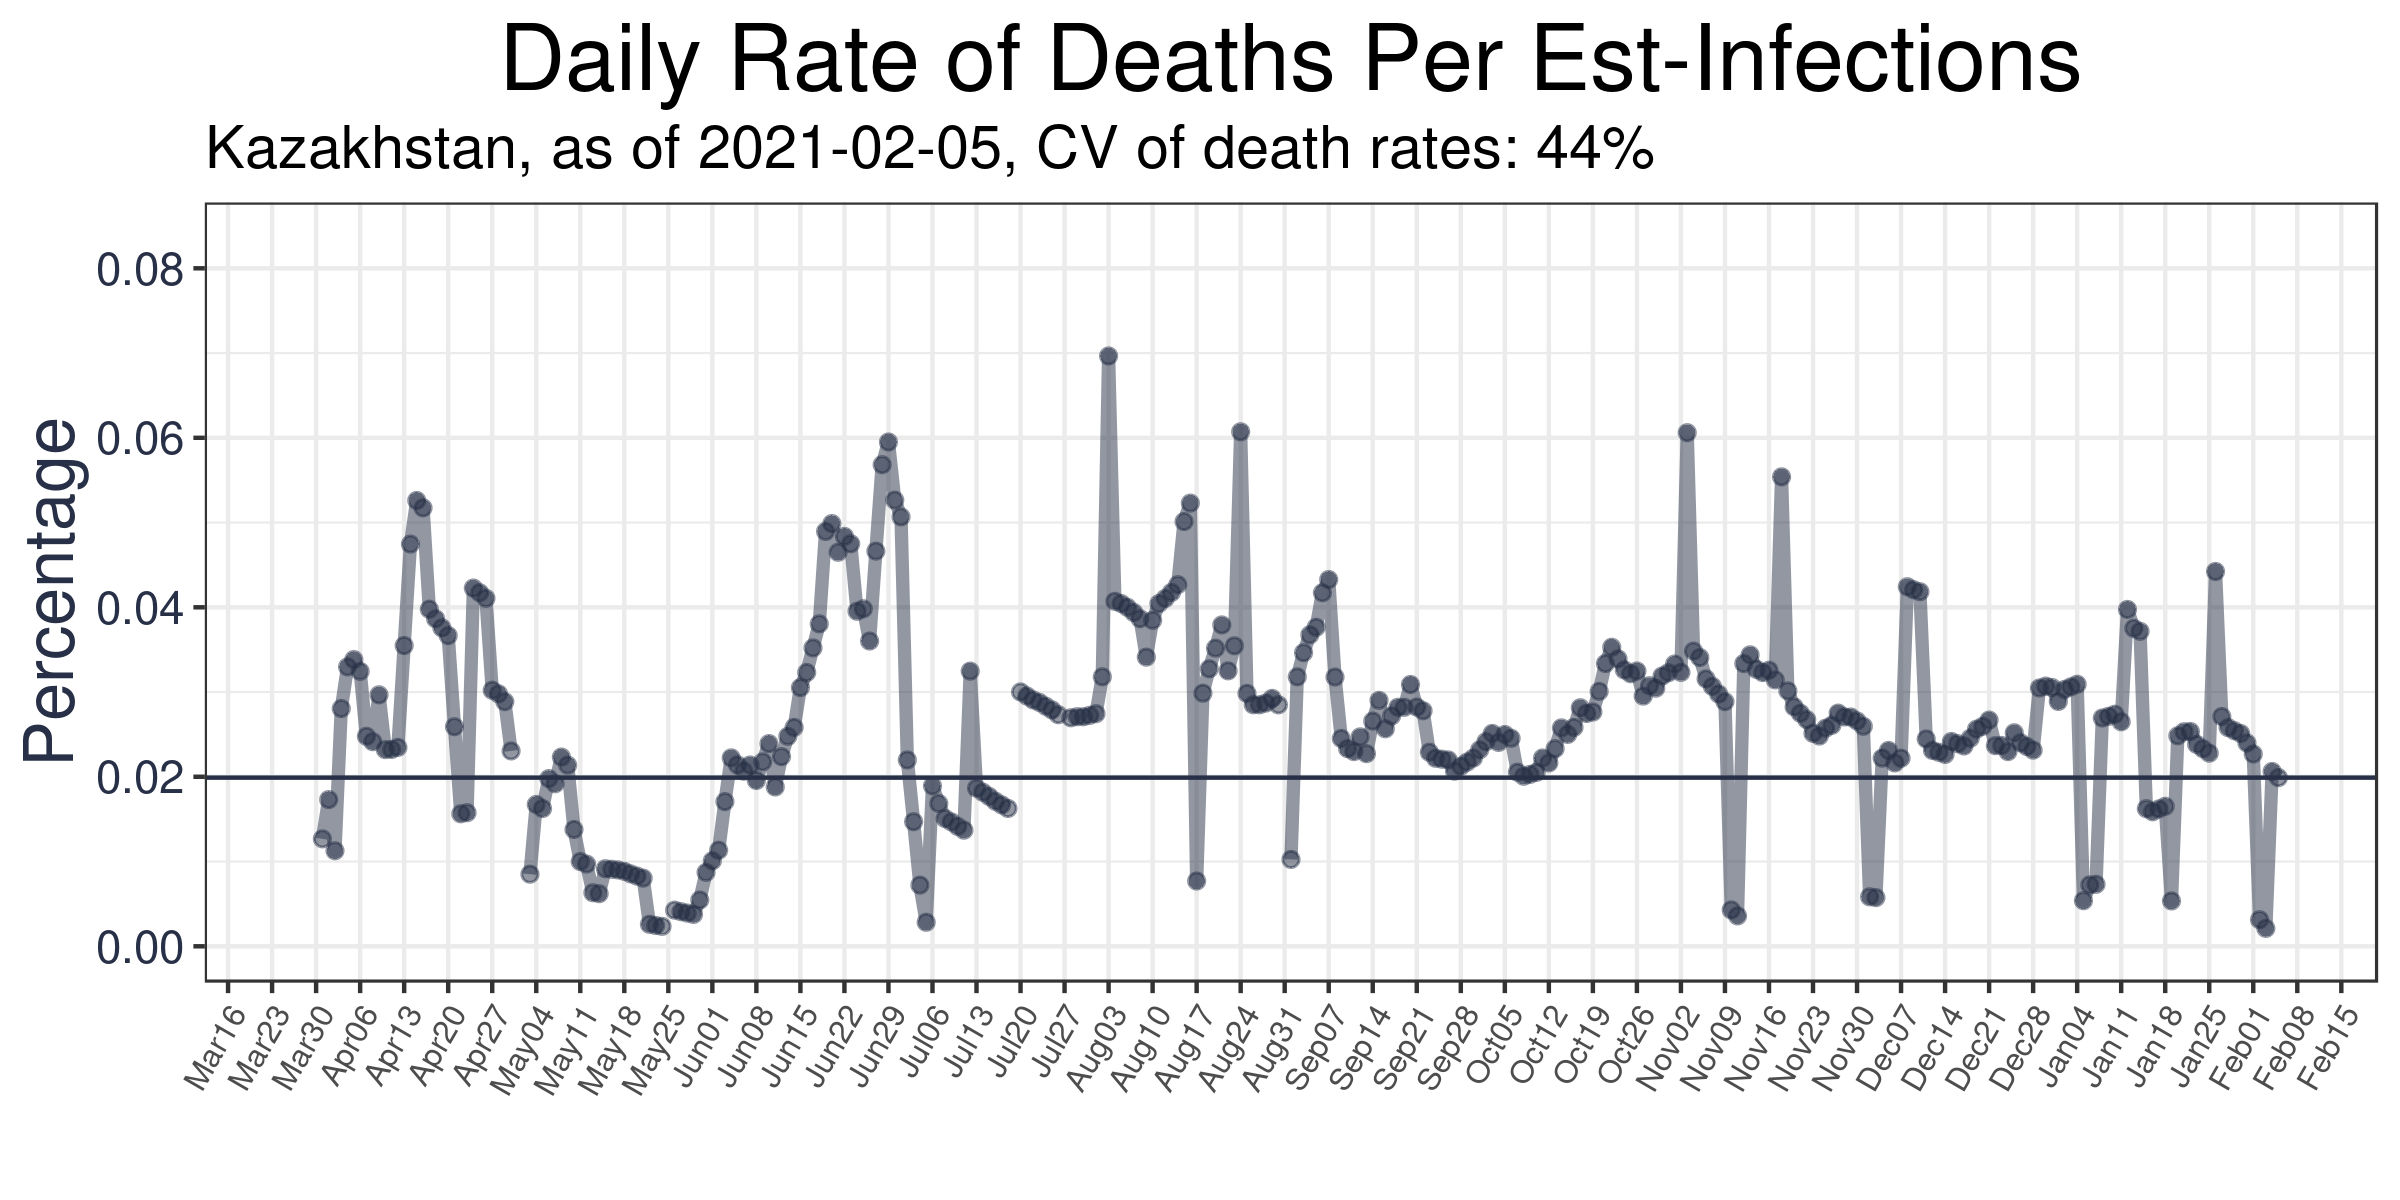 Daily Rate of Deaths Per Est-Infections
Kazakhstan, as of 2021-02-05, CV of death rates: 44%
Percentage
0.08
0.06
0.04
0.02
0.00
Mar16 Mar23 Mar30 Apr06 Apr13 Apr20 Apr27 May04 May11 May18 May25 Jun01 Jun08 Jun15 Jun22 Jun29 Jul06 Jul13 Jul20 Jul27 Aug03 Aug10 Aug17 Aug24 Aug31 Sep07 Sep14 Sep21 Sep28 Oct05 Oct12 Oct19 Oct26 Nov02 Nov09 Nov16 Nov23 Nov30 Dec07 Dec14 Dec21 Dec28 Jan04 Jan11 Jan18 Jan25 Feb01 Feb08 Feb15